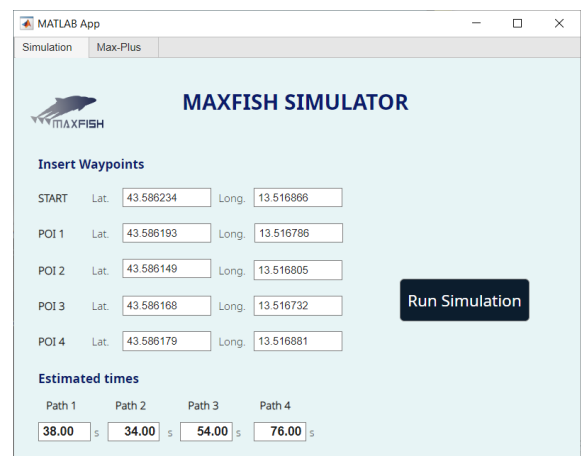 MATLAB App
Simulation Max-Plus
MAXFISH
MAXFISH SIMULATOR
Insert Waypoints
START Lat. 43.586234 Long. 13.516866
POI 1 Lat. 43.586193 Long. 13.516786
POI 2 Lat. 43.586149 Long. 13.516805
POI 3 Lat. 43.586168 Long. 13.516732
POI 4 Lat. 43.586179 Long. 13.516881
Run Simulation
Estimated times
Path 1 Path 2 Path 3 Path 4
38.00 s 34.00 s 54.00 s 76.00 s